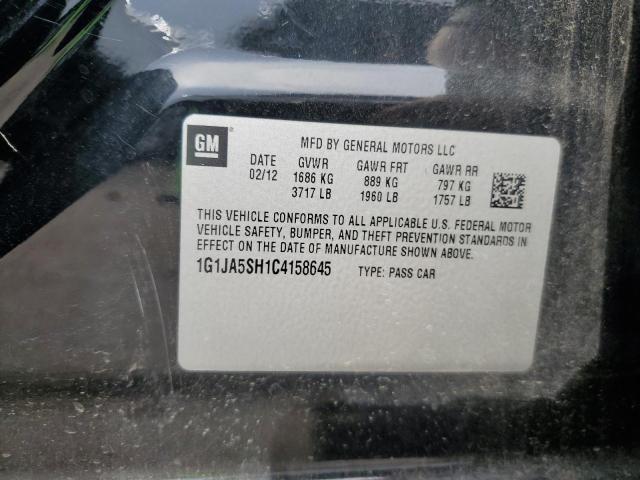 GM
MFD BY GENERAL MOTORS LLC
DATE GVWR GAWR FRT GAWR RR
02/12 1686 KG 889 KG 797 KG
3717 LB 1960 LB 1757 LB
THIS VEHICLE CONFORMS TO ALL APPLICABLE U.S. FEDERAL MOTOR
VEHICLE SAFETY, BUMPER, AND THEFT PREVENTION STANDARDS IN
EFFECT ON THE DATE OF MANUFACTURE SHOWN ABOVE.
1G1JA5SH1C4158645 TYPE: PASS CAR